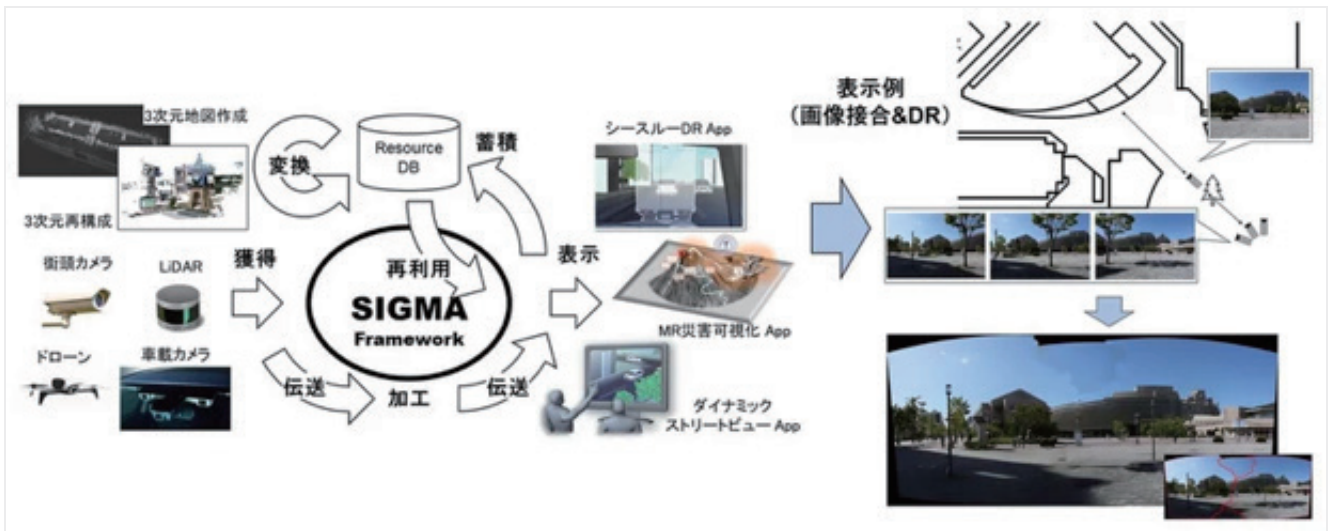 3次元地図作成
3次元再構成
街頭カメラ
LiDAR
ドローン
車載カメラ
獲得
変換
Resource
DB
蓄積
再利用
SIGMA
Framework
伝送
加工
伝送
表示
シースルーDR App
MR災害可視化 App
ダイナミック
ストリートビュー App
表示例
(画像接合&DR)